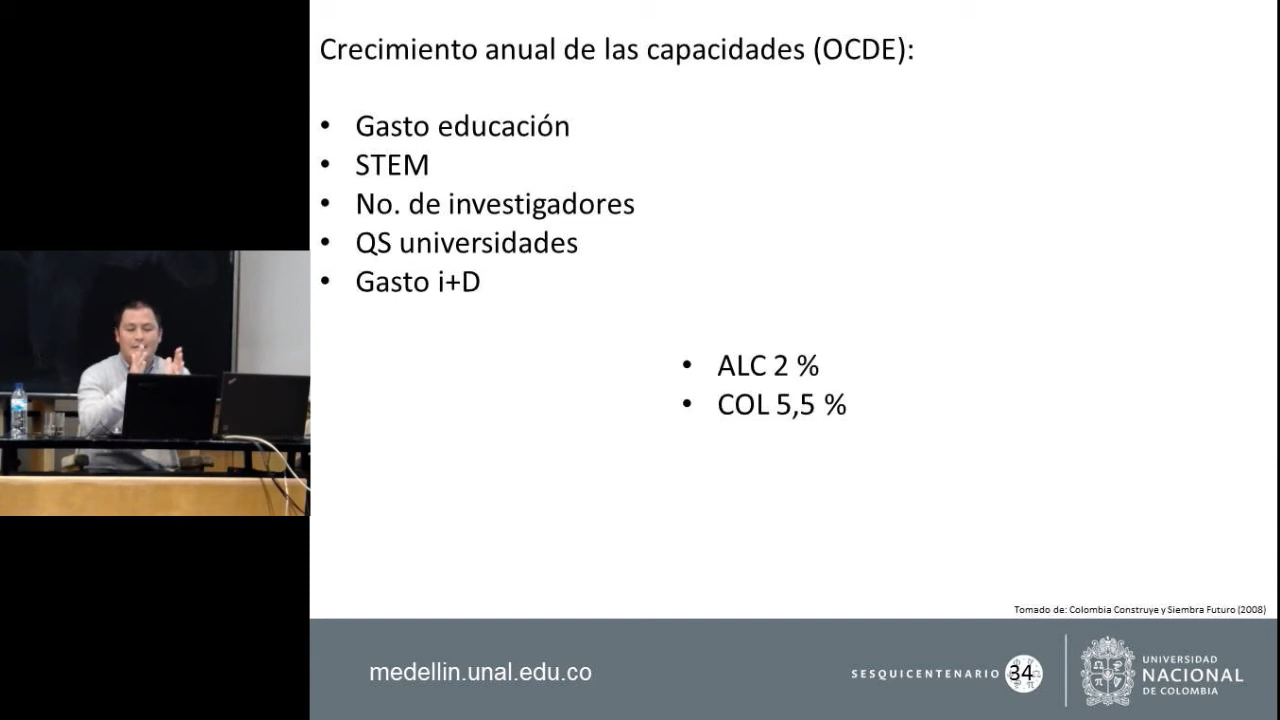 Crecimiento anual de las capacidades (OCDE):
• Gasto educación
• STEM
• No. de investigadores
• QS universidades
• Gasto i+D
• ALC 2 %
• COL 5,5 %
Tomado de: Colombia Construye y Siembra Futuro (2008)
medellin.unal.edu.co
SESQUICENTENARIO
34
UNIVERSIDAD
NACIONAL
DE COLOMBIA